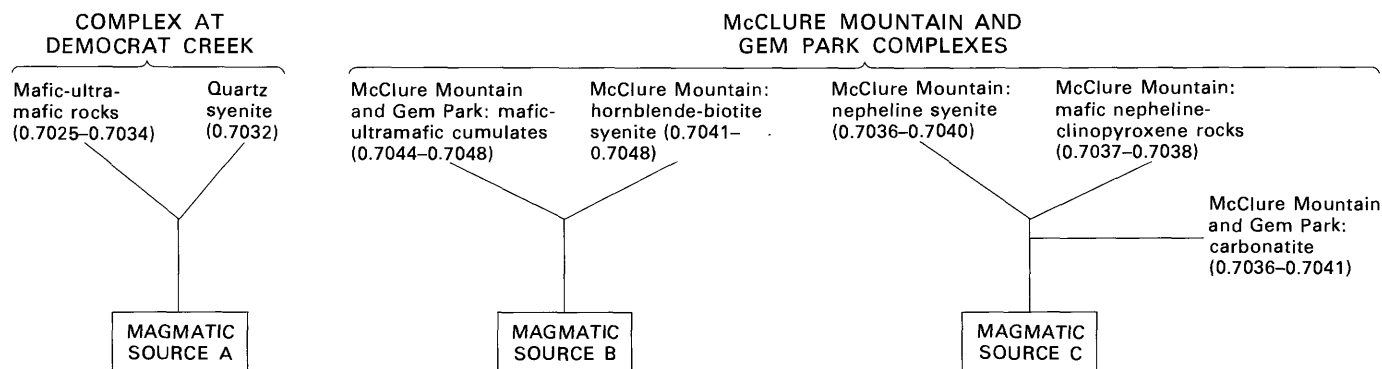 COMPLEX AT
DEMOCRAT CREEK
Mafic-ultra-
mafic rocks
(0.7025–0.7034)
Quartz
syenite
(0.7032)
McCLURE MOUNTAIN AND
GEM PARK COMPLEXES
McClure Mountain
and Gem Park: mafic-
ultramafic cumulates
(0.7044–0.7048)
McClure Mountain:
hornblende-biotite
syenite (0.7041–
0.7048)
McClure Mountain:
nepheline syenite
(0.7036–0.7040)
McClure Mountain:
mafic nepheline-
clinopyroxene rocks
(0.7037–0.7038)
McClure Mountain
and Gem Park:
carbonatite
(0.7036–0.7041)
MAGMATIC
SOURCE A
MAGMATIC
SOURCE B
MAGMATIC
SOURCE C